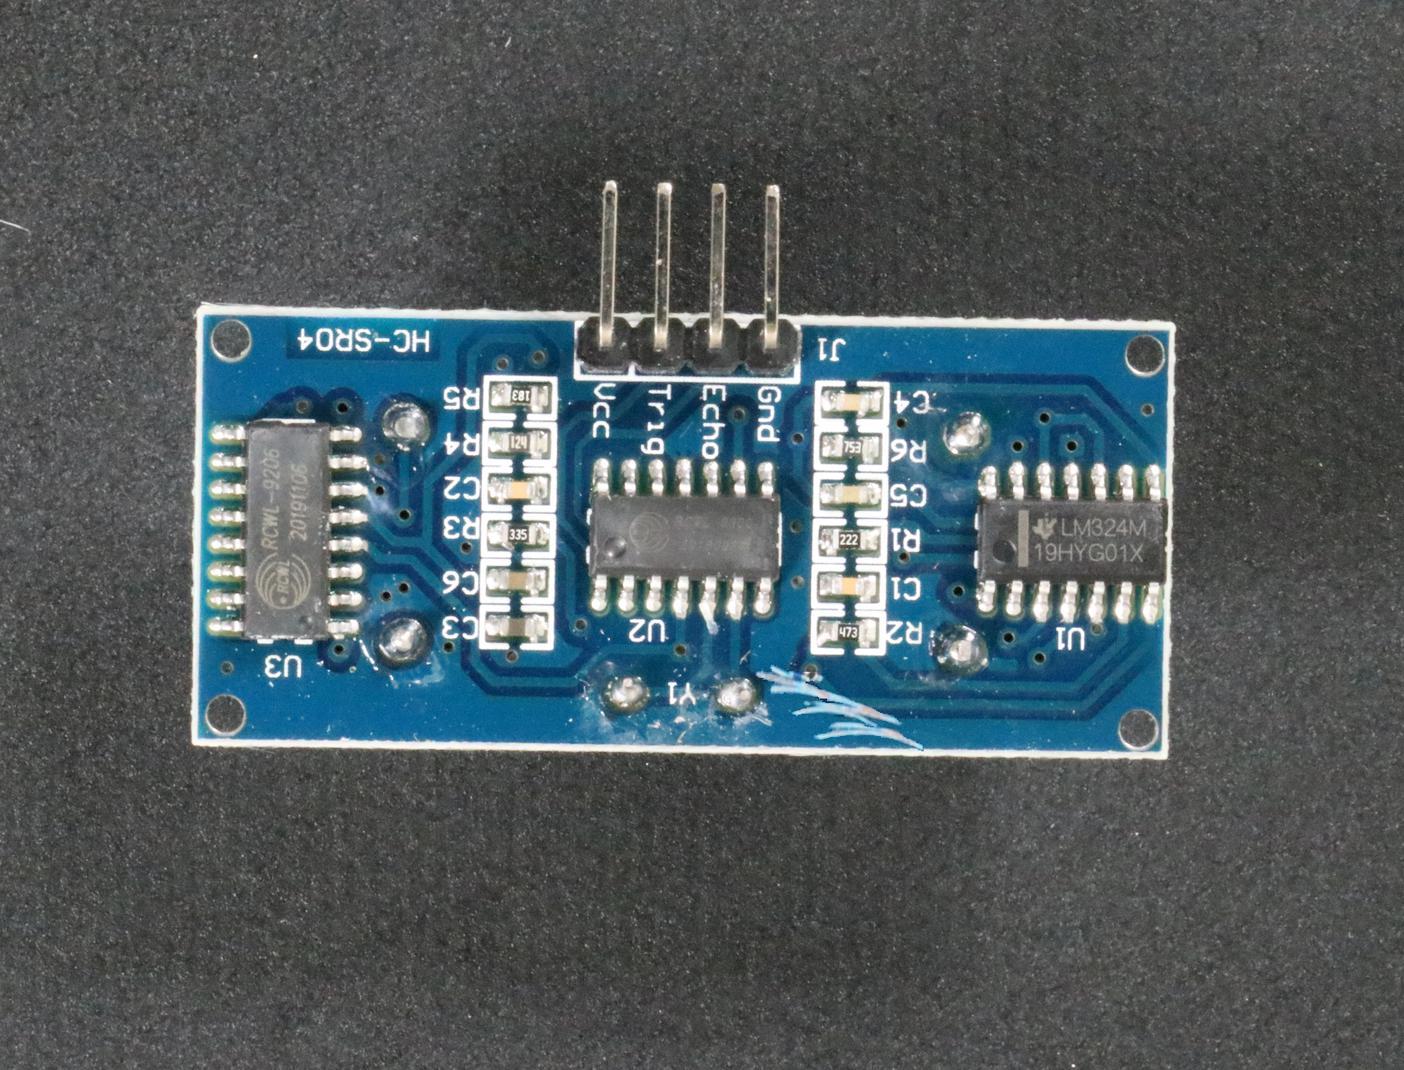 HC-SR04
J1
Vcc
Trig
Echo
Gnd
R5
183
R4
124
C2
R3
335
C6
C3
C4
R6
753
C5
R1
222
C1
R2
473
RCWL-9206
20191106
RCWL
U3
U2
Y1
LM324M
19HYG01X
U1